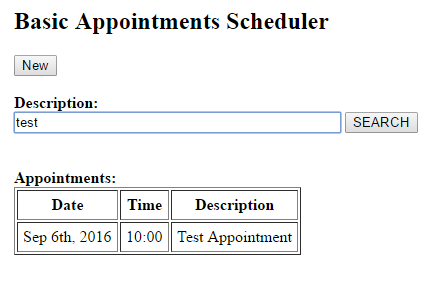 Basic Appointments Scheduler
New
Description:
test SEARCH
Appointments:
Date Time Description
Sep 6th, 2016 10:00 Test Appointment